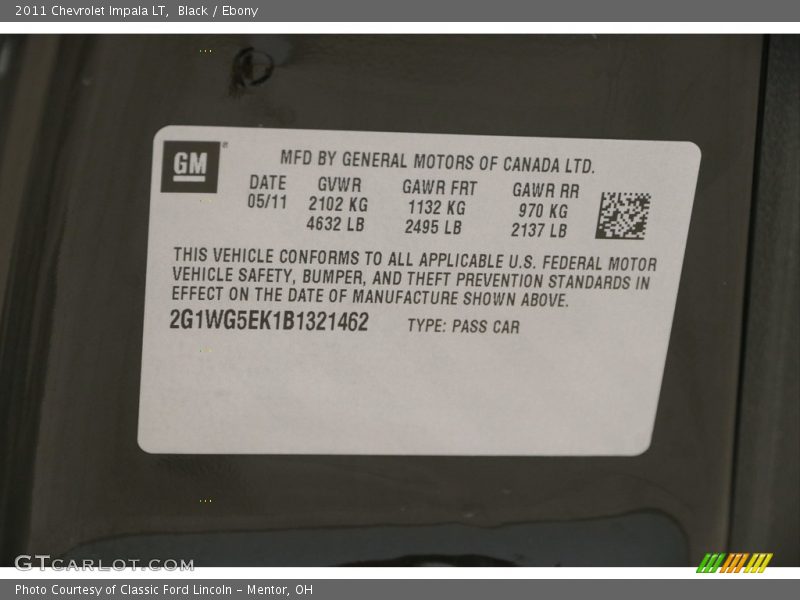 2011 Chevrolet Impala LT, Black / Ebony
GM®
MFD BY GENERAL MOTORS OF CANADA LTD.
DATE GVWR GAWR FRT GAWR RR
05/11 2102 KG 1132 KG 970 KG
4632 LB 2495 LB 2137 LB
THIS VEHICLE CONFORMS TO ALL APPLICABLE U.S. FEDERAL MOTOR
VEHICLE SAFETY, BUMPER, AND THEFT PREVENTION STANDARDS IN
EFFECT ON THE DATE OF MANUFACTURE SHOWN ABOVE.
2G1WG5EK1B1321462 TYPE: PASS CAR
GTCARLOT.COM
Photo Courtesy of Classic Ford Lincoln - Mentor, OH